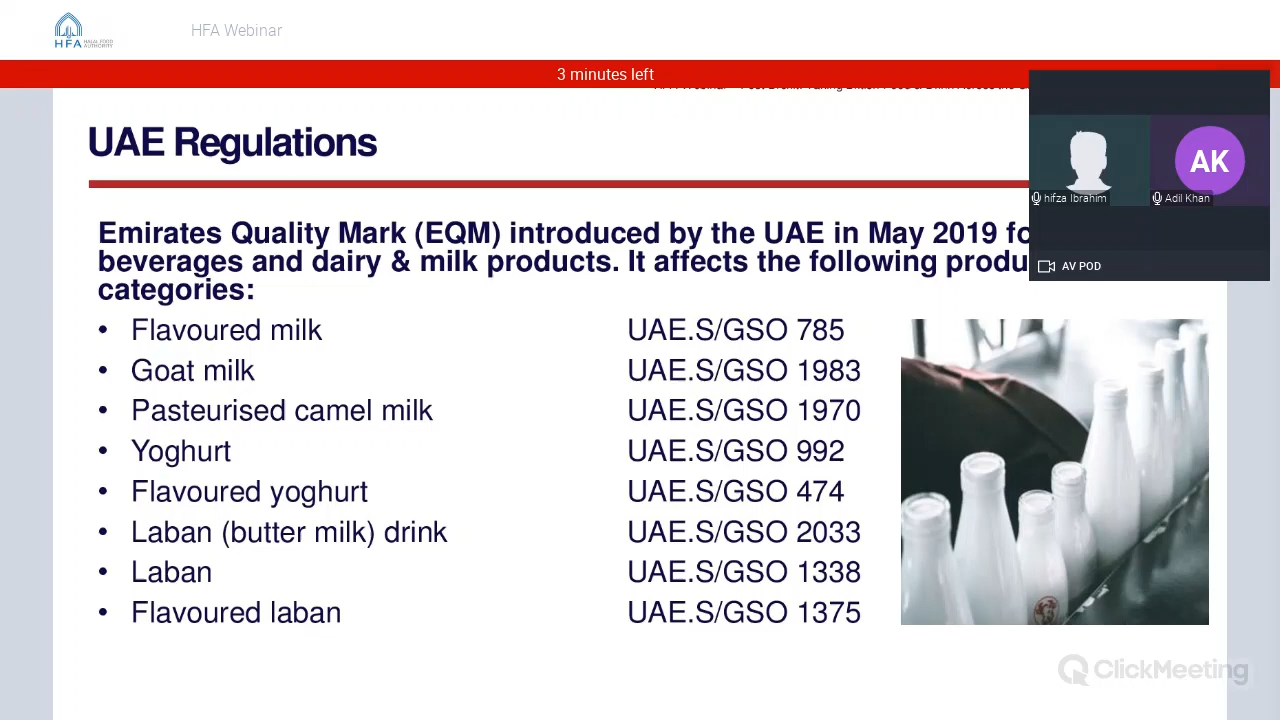 HFA HALAL FOOD AUTHORITY
HFA Webinar
3 minutes left
UAE Regulations
hifza Ibrahim
AK
Adil Khan
AV POD
Emirates Quality Mark (EQM) introduced by the UAE in May 2019
beverages and dairy & milk products. It affects the following
categories:
• Flavoured milk UAE.S/GSO 785
• Goat milk UAE.S/GSO 1983
• Pasteurised camel milk UAE.S/GSO 1970
• Yoghurt UAE.S/GSO 992
• Flavoured yoghurt UAE.S/GSO 474
• Laban (butter milk) drink UAE.S/GSO 2033
• Laban UAE.S/GSO 1338
• Flavoured laban UAE.S/GSO 1375
ClickMeeting